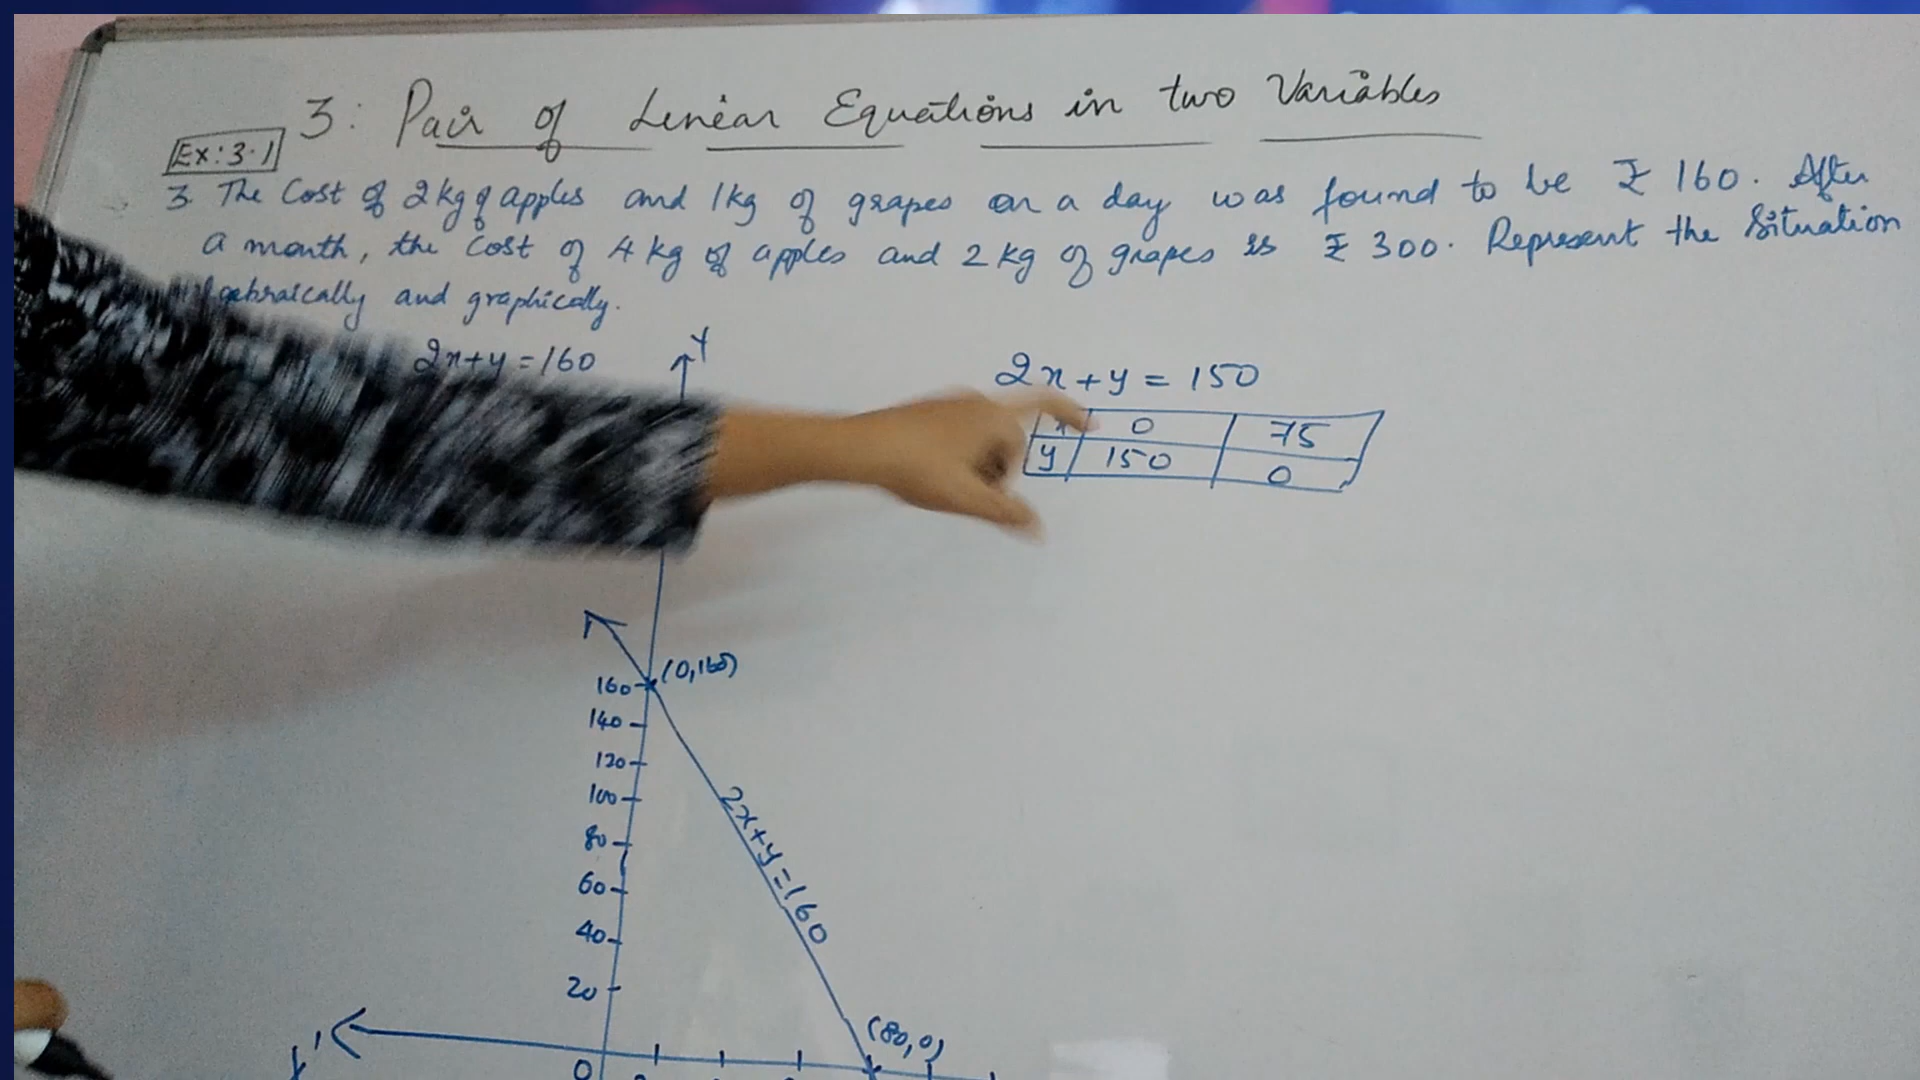 3: Pair of Linear Equations in two Variables
Ex: 3.1
3. The Cost of 2 kg of apples and 1 kg of grapes on a day was found to be ₹ 160. After
a month, the cost of 4 kg of apples and 2 kg of grapes is ₹ 300. Represent the Situation
algebraically and graphically.
2x+y=160
Y
2x+y = 150
x 0 75
y 150 0
(0,160)
160
140
120
100
80
60
40
20
2x+y=160
(80,0)
X'
0